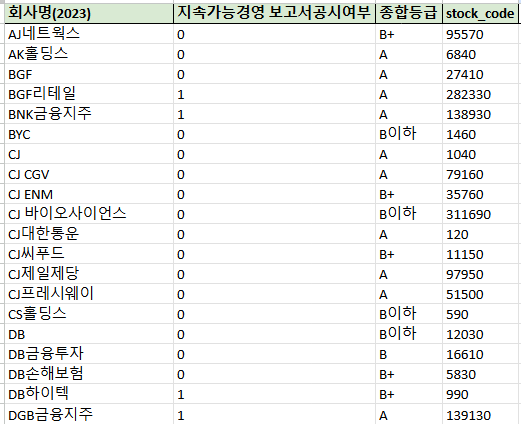 회사명(2023) 지속가능경영 보고서공시여부 종합등급 stock_code
AJ네트웍스 0 B+ 95570
AK홀딩스 0 A 6840
BGF 0 A 27410
BGF리테일 1 A 282330
BNK금융지주 1 A 138930
BYC 0 B이하 1460
CJ 0 A 1040
CJ CGV 0 A 79160
CJ ENM 0 B+ 35760
CJ 바이오사이언스 0 B이하 311690
CJ대한통운 0 A 120
CJ씨푸드 0 B+ 11150
CJ제일제당 0 A 97950
CJ프레시웨이 0 A 51500
CS홀딩스 0 B이하 590
DB 0 B이하 12030
DB금융투자 0 B 16610
DB손해보험 0 B+ 5830
DB하이텍 1 B+ 990
DGB금융지주 1 A 139130